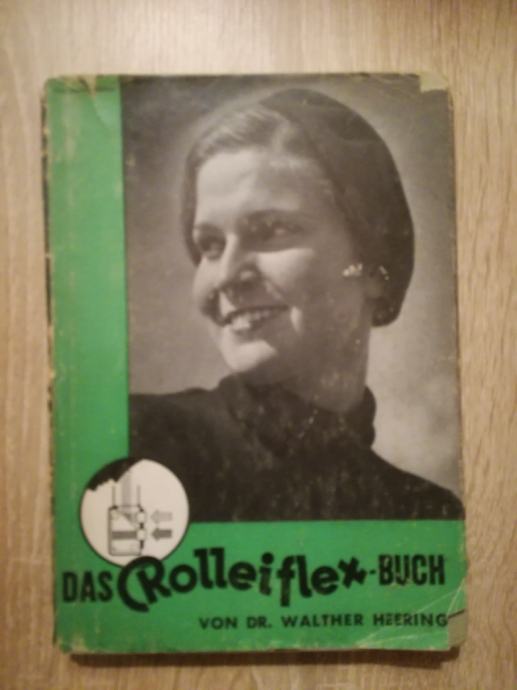 DAS Rolleiflex-BUCH
VON DR. WALTHER HEERING